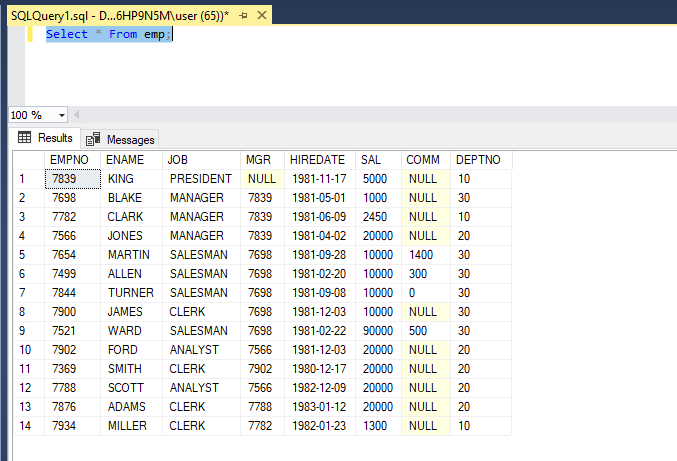 SQLQuery1.sql - D...6HP9N5M\user (65))*
Select * From emp;
100 %
Results Messages
EMPNO ENAME JOB MGR HIREDATE SAL COMM DEPTNO
1 7839 KING PRESIDENT NULL 1981-11-17 5000 NULL 10
2 7698 BLAKE MANAGER 7839 1981-05-01 1000 NULL 30
3 7782 CLARK MANAGER 7839 1981-06-09 2450 NULL 10
4 7566 JONES MANAGER 7839 1981-04-02 20000 NULL 20
5 7654 MARTIN SALESMAN 7698 1981-09-28 10000 1400 30
6 7499 ALLEN SALESMAN 7698 1981-02-20 10000 300 30
7 7844 TURNER SALESMAN 7698 1981-09-08 10000 0 30
8 7900 JAMES CLERK 7698 1981-12-03 10000 NULL 30
9 7521 WARD SALESMAN 7698 1981-02-22 90000 500 30
10 7902 FORD ANALYST 7566 1981-12-03 20000 NULL 20
11 7369 SMITH CLERK 7902 1980-12-17 20000 NULL 20
12 7788 SCOTT ANALYST 7566 1982-12-09 20000 NULL 20
13 7876 ADAMS CLERK 7788 1983-01-12 20000 NULL 20
14 7934 MILLER CLERK 7782 1982-01-23 1300 NULL 10